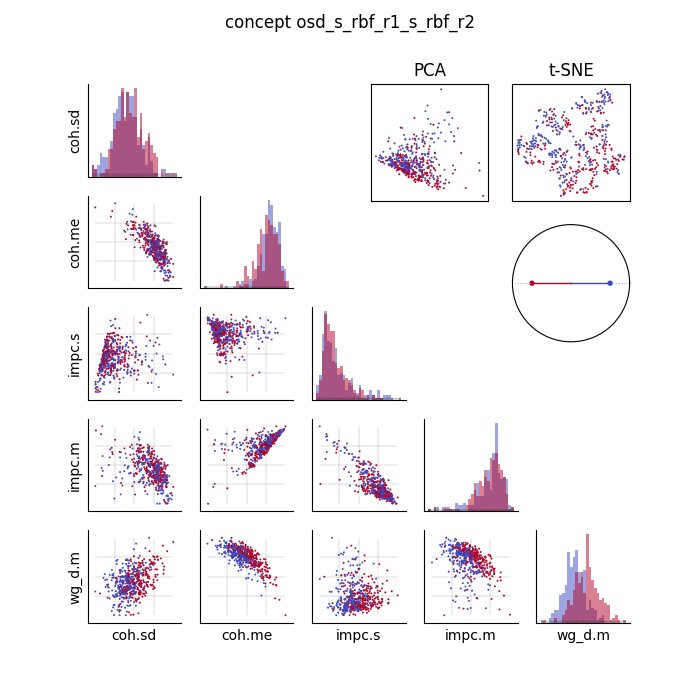 concept osd_s_rbf_r1_s_rbf_r2
PCA
t-SNE
coh.sd
coh.me
impc.s
impc.m
wg_d.m
coh.sd
coh.me
impc.s
impc.m
wg_d.m